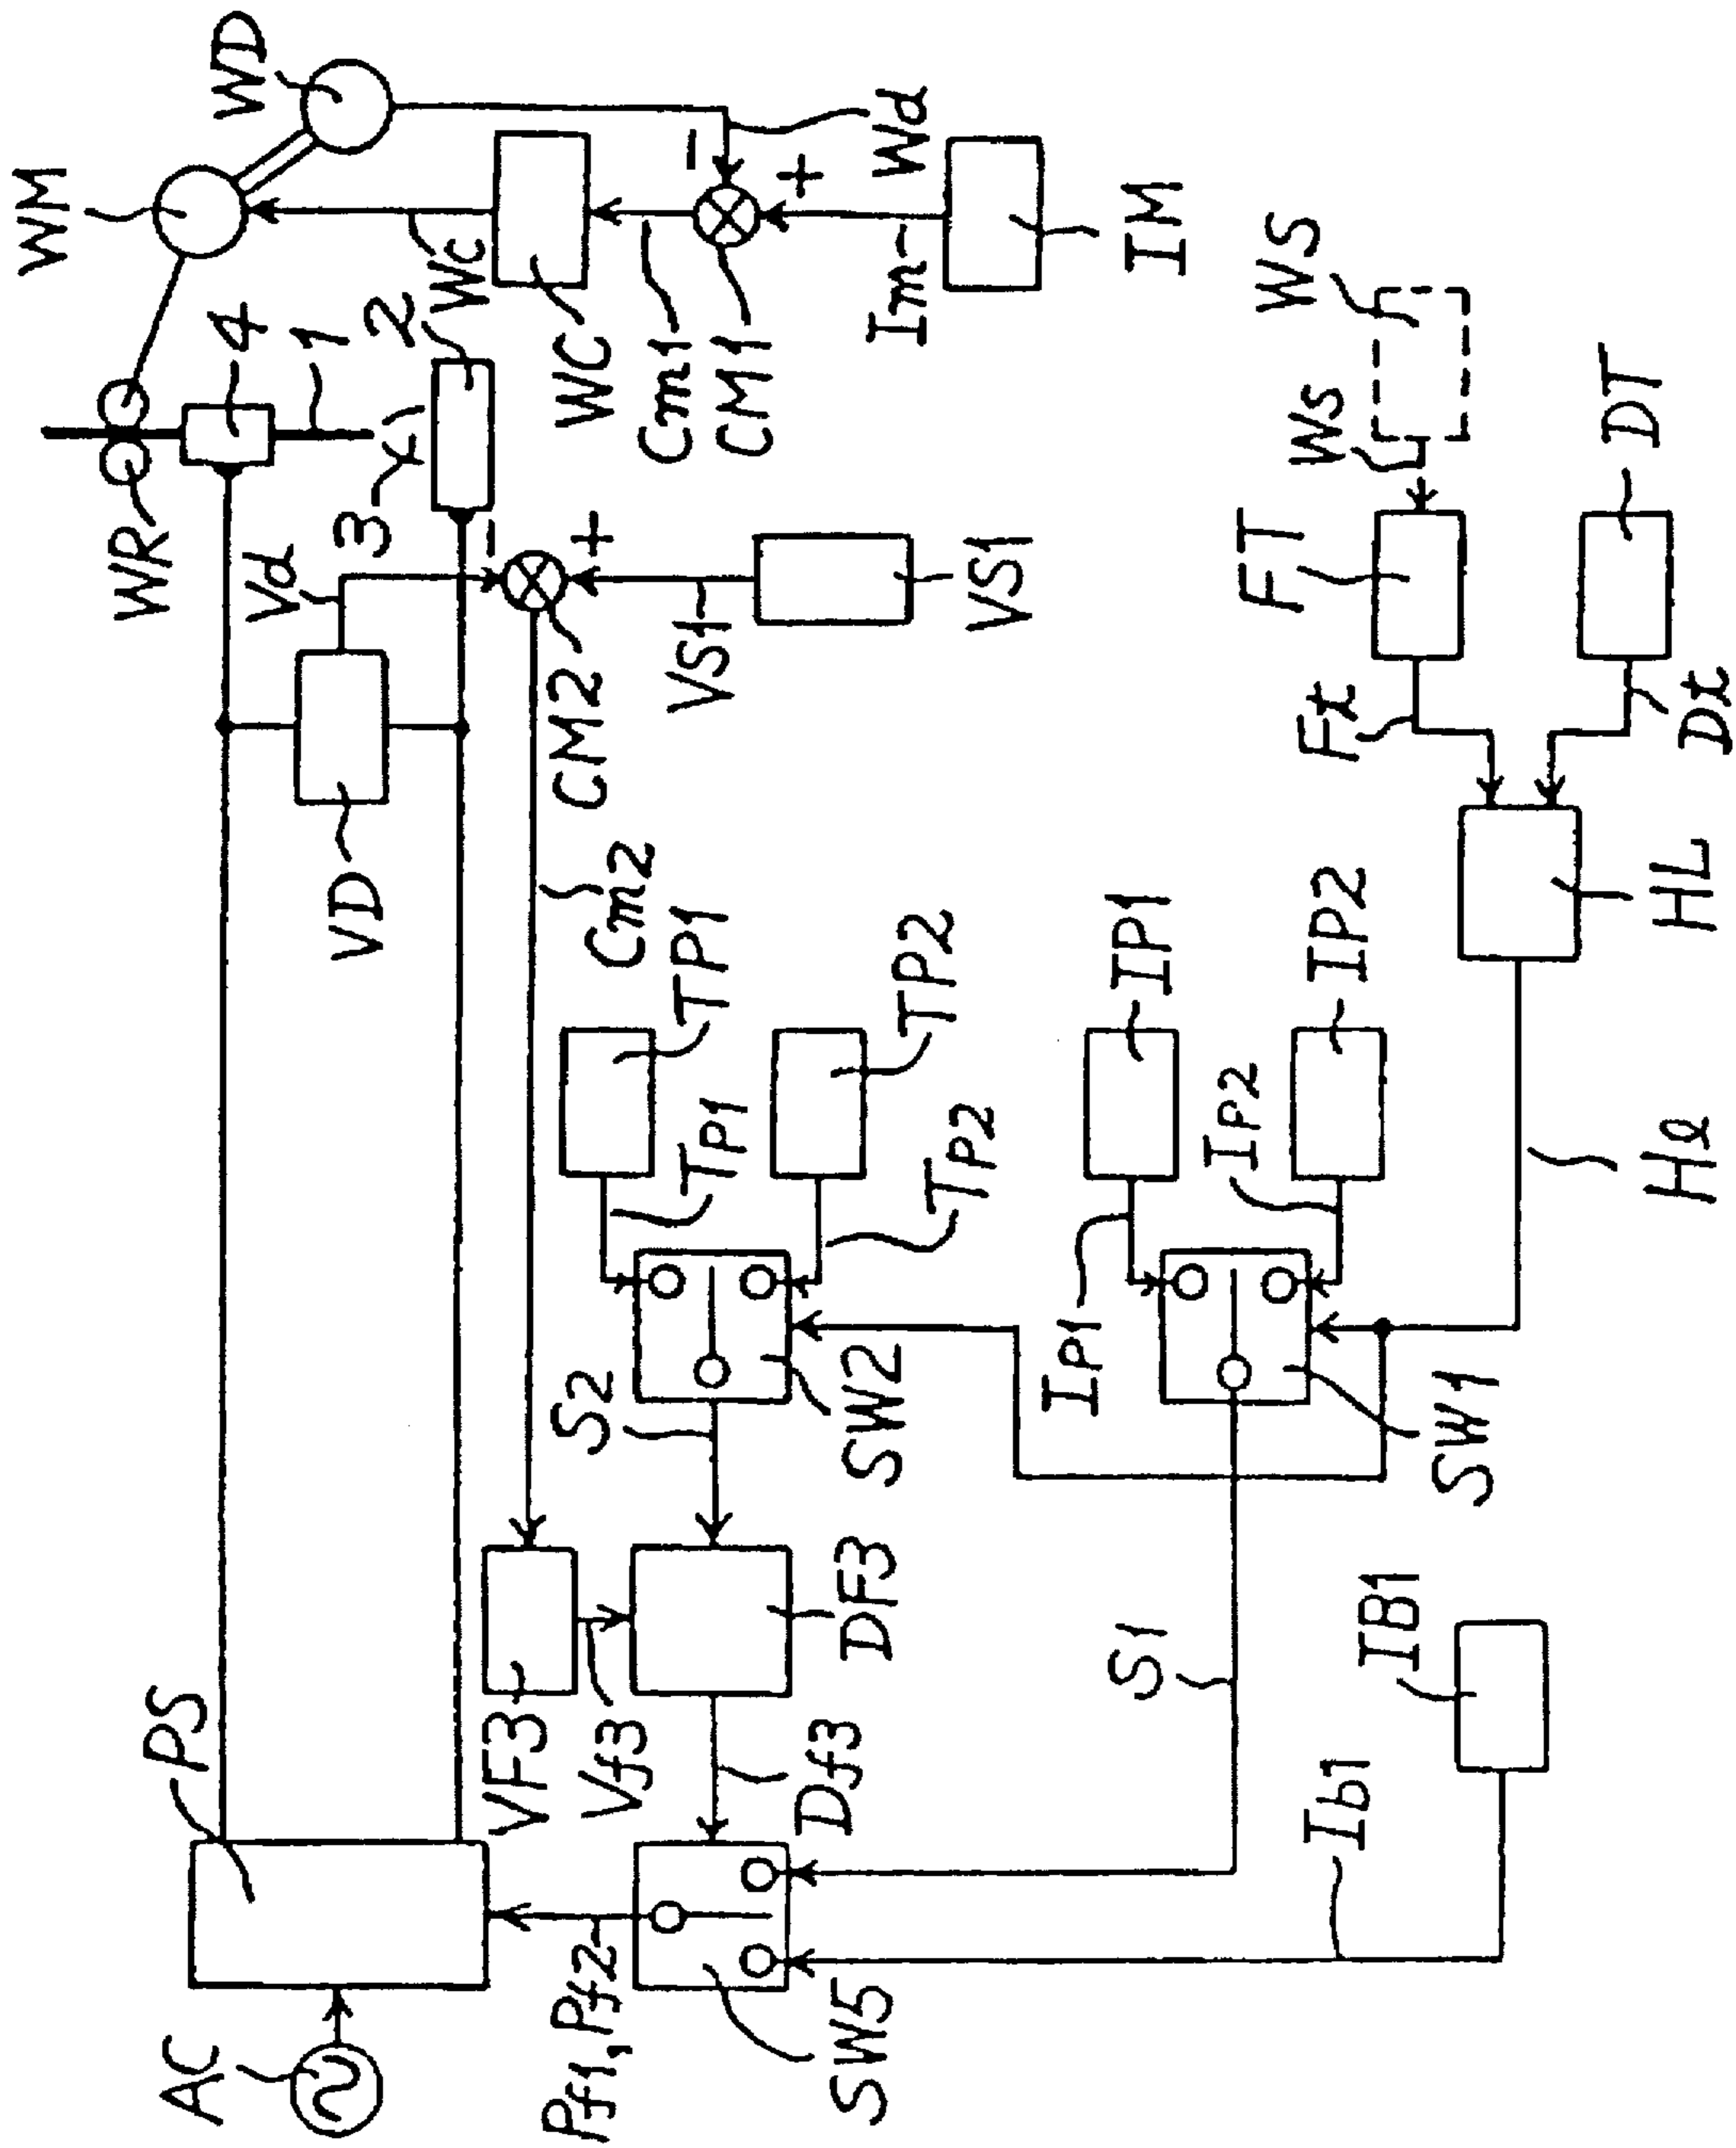 AC
PS
Pf1, Pf2
SW5
VF3
Vf3
DF3
Df3
S2
SW2
Tp1
TP1
Tp2
TP2
Cm2
CM2
VD
Vd
VS1
VS1
WR
WM
WD
4
1
2
3
Wc
WC
Cm1
CM1
Wd
Im
IM
WS
Ws
FT
Ft
DT
Dt
HL
Hl
IP1
Ip1
IP2
Ip2
SW1
S1
IB1
Ib1
-
+
-
+